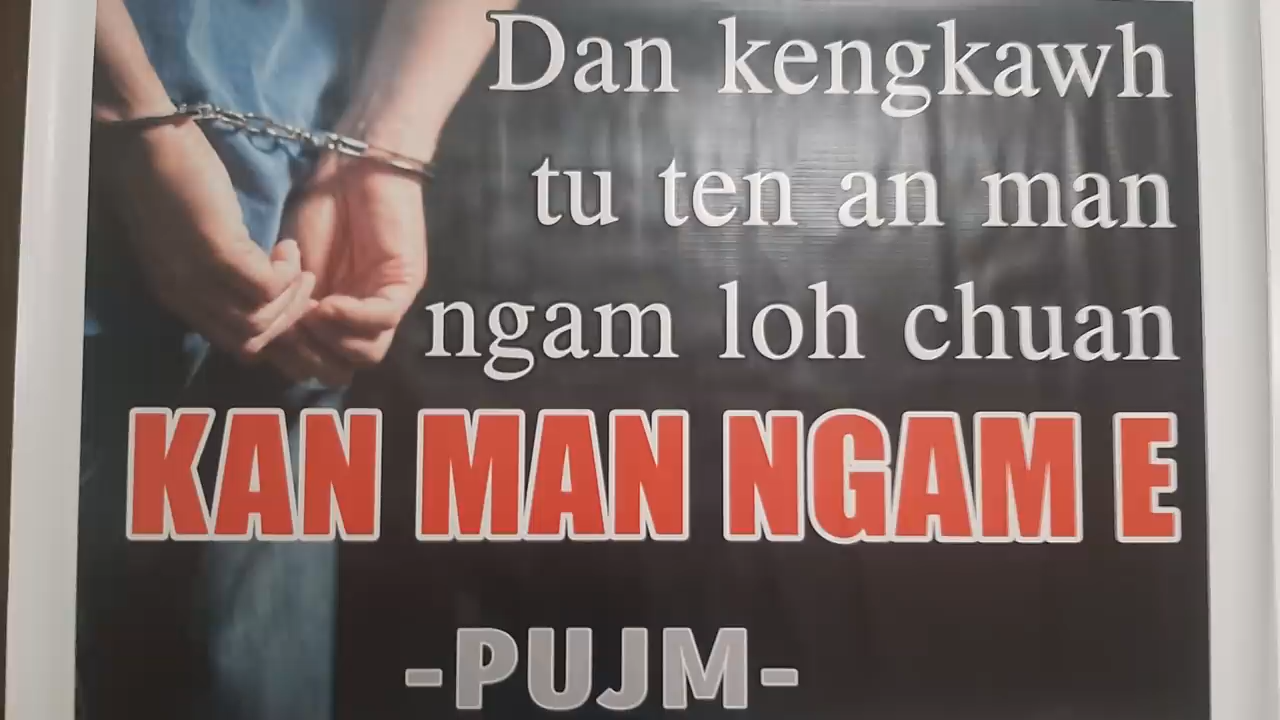 Dan kengkawh
tu ten an man
ngam loh chuan
KAN MAN NGAM E
-PUJM-